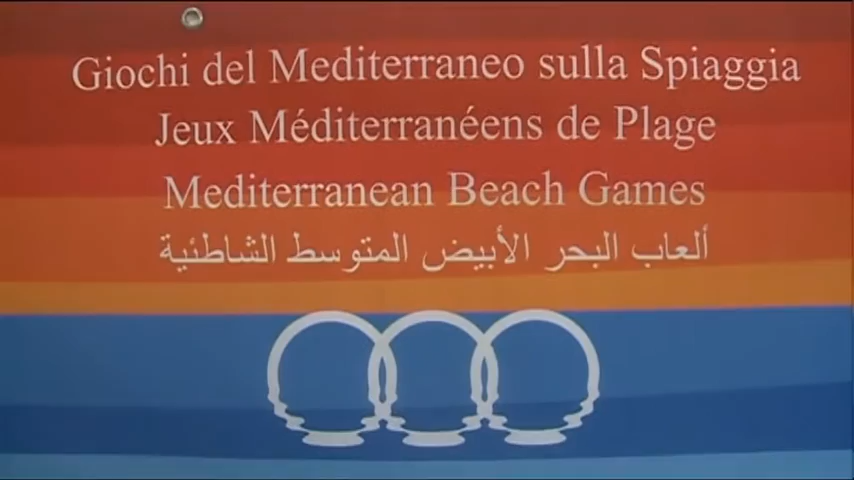 Giochi del Mediterraneo sulla Spiaggia
Jeux Méditerranéens de Plage
Mediterranean Beach Games
ألعاب البحر الأبيض المتوسط الشاطئية